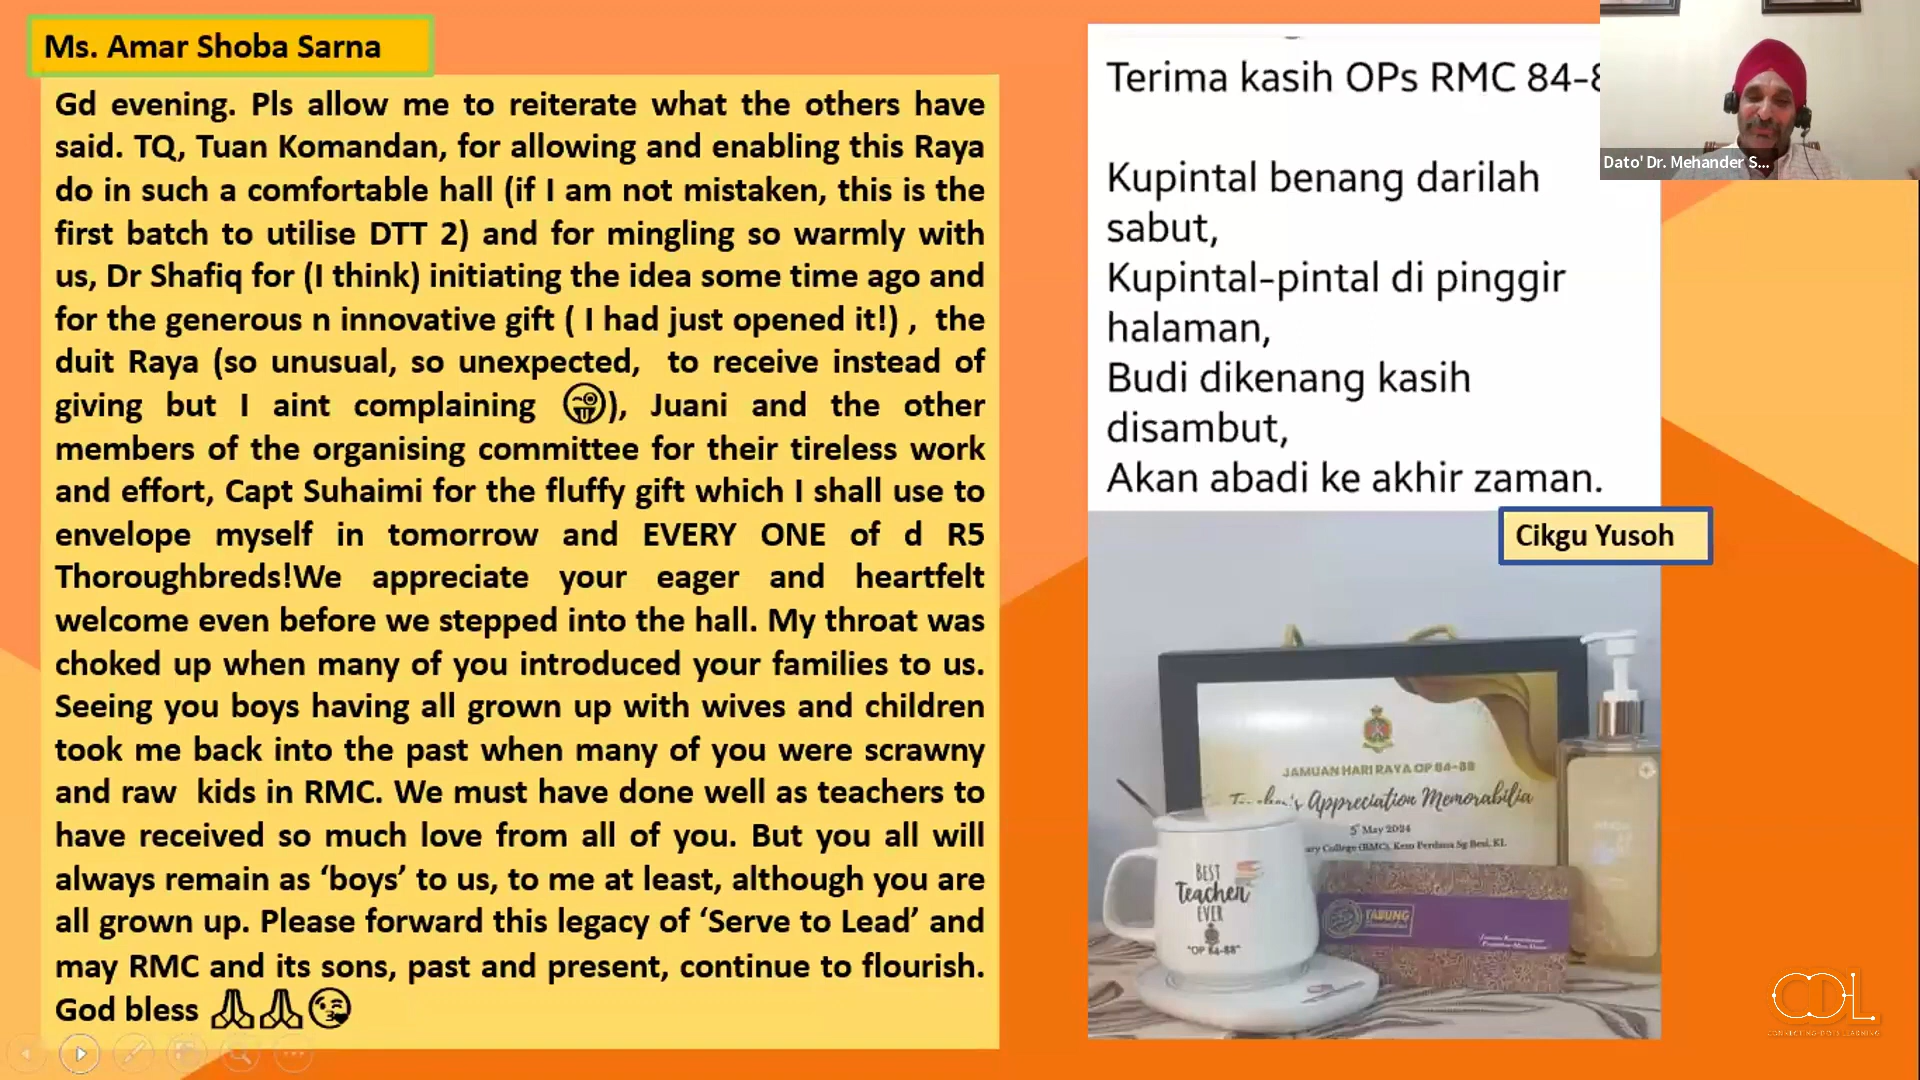 Ms. Amar Shoba Sarna
Gd evening. Pls allow me to reiterate what the others have
said. TQ, Tuan Komandan, for allowing and enabling this Raya
do in such a comfortable hall (if I am not mistaken, this is the
first batch to utilise DTT 2) and for mingling so warmly with
us, Dr Shafiq for (I think) initiating the idea some time ago and
for the generous n innovative gift ( I had just opened it!) , the
duit Raya (so unusual, so unexpected, to receive instead of
giving but I aint complaining 😜), Juani and the other
members of the organising committee for their tireless work
and effort, Capt Suhaimi for the fluffy gift which I shall use to
envelope myself in tomorrow and EVERY ONE of d R5
Thoroughbreds!We appreciate your eager and heartfelt
welcome even before we stepped into the hall. My throat was
choked up when many of you introduced your families to us.
Seeing you boys having all grown up with wives and children
took me back into the past when many of you were scrawny
and raw kids in RMC. We must have done well as teachers to
have received so much love from all of you. But you all will
always remain as ‘boys’ to us, to me at least, although you are
all grown up. Please forward this legacy of ‘Serve to Lead’ and
may RMC and its sons, past and present, continue to flourish.
God bless 🙏🙏😘
Terima kasih OPs RMC 84-8
Kupintal benang darilah
sabut,
Kupintal-pintal di pinggir
halaman,
Budi dikenang kasih
disambut,
Akan abadi ke akhir zaman.
Cikgu Yusoh
JAMUAN HARI RAYA OP 84-88
Teacher's Appreciation Memorabilia
5 May 2024
ary College (RMC), Kem Perdana Sg Besi, KL
BEST
Teacher
EVER
"OP 84-88"
TABUNG
Dato' Dr. Mehander S...
CDL
CONNECTING DOTS LEARNING